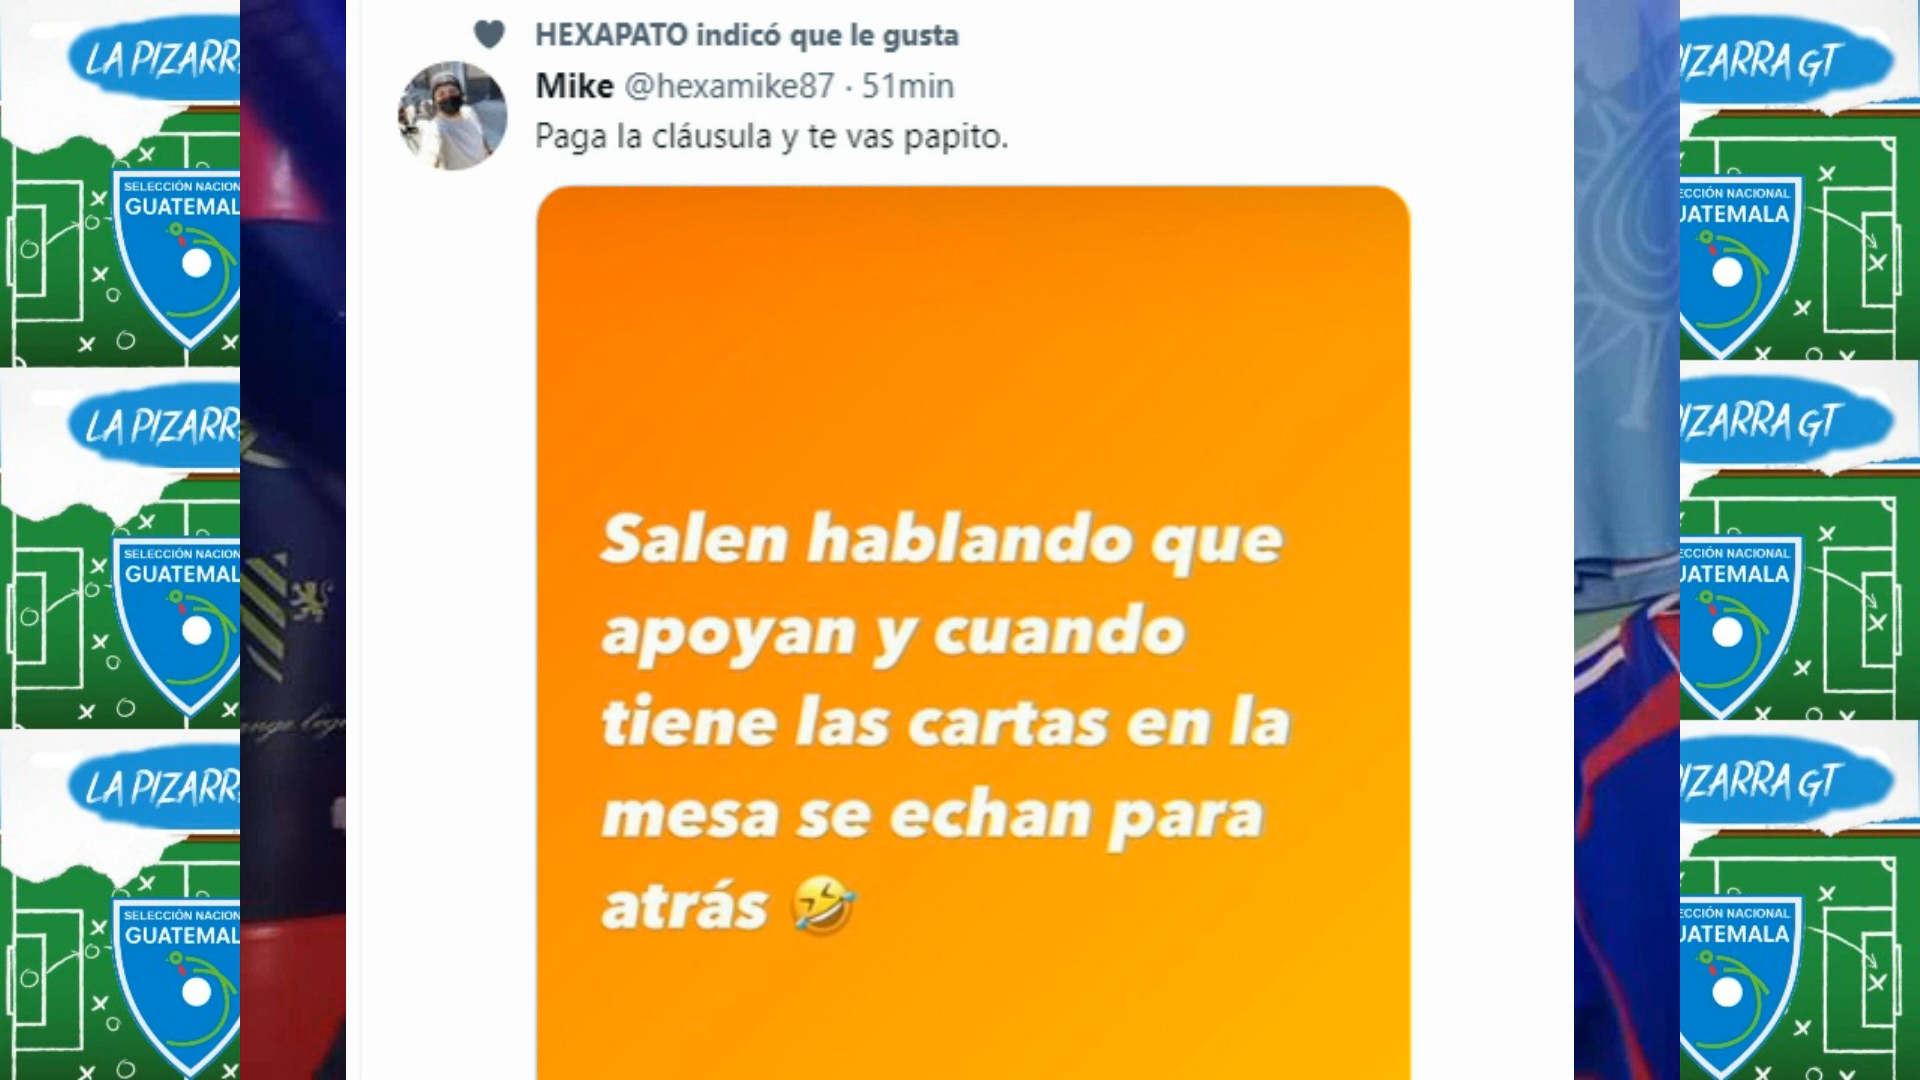 HEXAPATO indicó que le gusta
Mike @hexamike87 · 51min
Paga la cláusula y te vas papito.
Salen hablando que
apoyan y cuando
tiene las cartas en la
mesa se echan para
atrás 🤣
LA PIZARR
SELECCIÓN NACION
GUATEMAL
LA PIZARR
SELECCIÓN NACION
GUATEMAL
LA PIZARR
SELECCIÓN NACION
GUATEMAL
IZARRA GT
ECCIÓN NACIONAL
UATEMALA
IZARRA GT
ECCIÓN NACIONAL
UATEMALA
IZARRA GT
ECCIÓN NACIONAL
UATEMALA